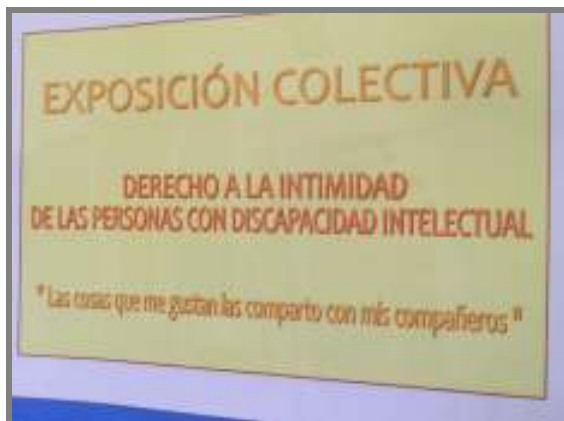 EXPOSICIÓN COLECTIVA
DERECHO A LA INTIMIDAD
DE LAS PERSONAS CON DISCAPACIDAD INTELECTUAL
" Las cosas que me gustan las comparto con mis compañeros "